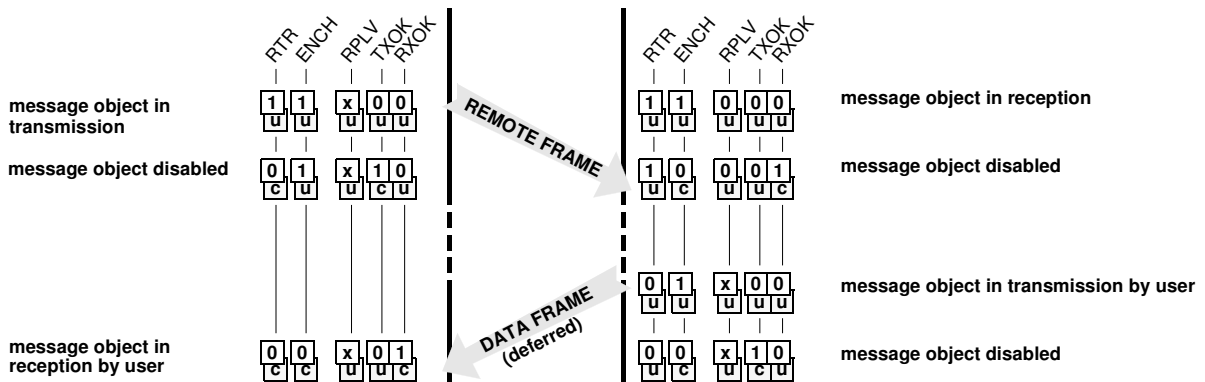 RTR ENCH RPLV TXOK RXOK
RTR ENCH RPLV TXOK RXOK
message object in
transmission
1 1 x 0 0
u u u u u
REMOTE FRAME
1 1 0 0 0
u u u u u
message object in reception
message object disabled
0 1 x 1 0
c u u c u
1 0 0 0 1
u c u u c
message object disabled
0 1 x 0 0
u u u u u
message object in transmission by user
DATA FRAME
(deferred)
message object in
reception by user
0 0 x 0 1
c c u u c
0 0 x 1 0
u c u c u
message object disabled